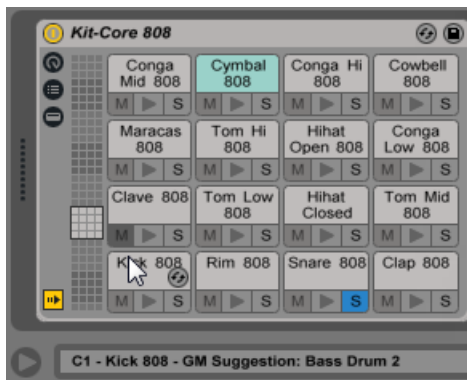 Kit-Core 808
Conga Mid 808
Cymbal 808
Conga Hi 808
Cowbell 808
M S M S M S M S
Maracas 808
Tom Hi 808
Hihat Open 808
Conga Low 808
M S M S M S M S
Clave 808
Tom Low 808
Hihat Closed
Tom Mid 808
M S M S M S M S
Kick 808
Rim 808
Snare 808
Clap 808
M S M S M S M S
C1 - Kick 808 - GM Suggestion: Bass Drum 2